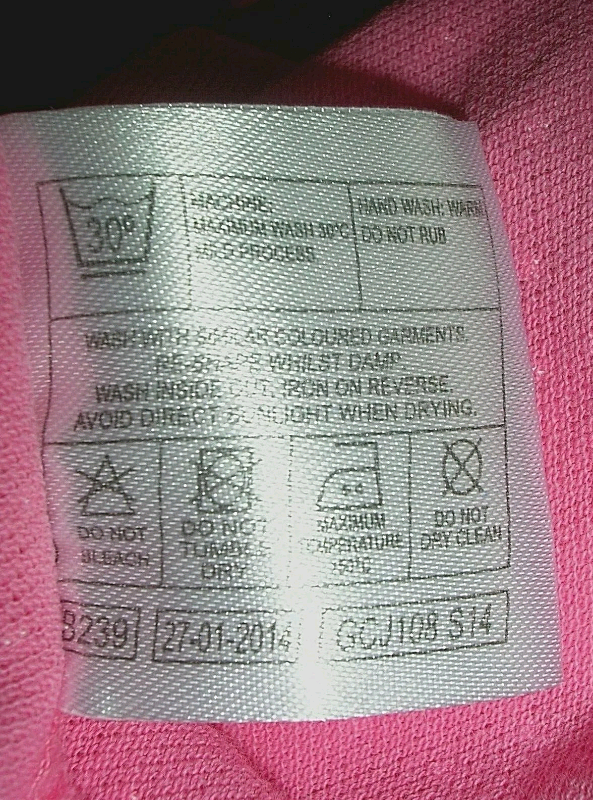 30°
MACHINE:
MAXIMUM WASH 30°C
MILD PROCESS
HAND WASH: WARM
DO NOT RUB
WASH WITH SIMILAR COLOURED GARMENTS.
RE-SHAPE WHILST DAMP
WASH INSIDE OUT. IRON ON REVERSE.
AVOID DIRECT SUNLIGHT WHEN DRYING.
DO NOT
BLEACH
DO NOT
TUMBLE
DRY
MAXIMUM
TEMPERATURE
150°C
DO NOT
DRY CLEAN
B239
27-01-2014
GCJ108 S14